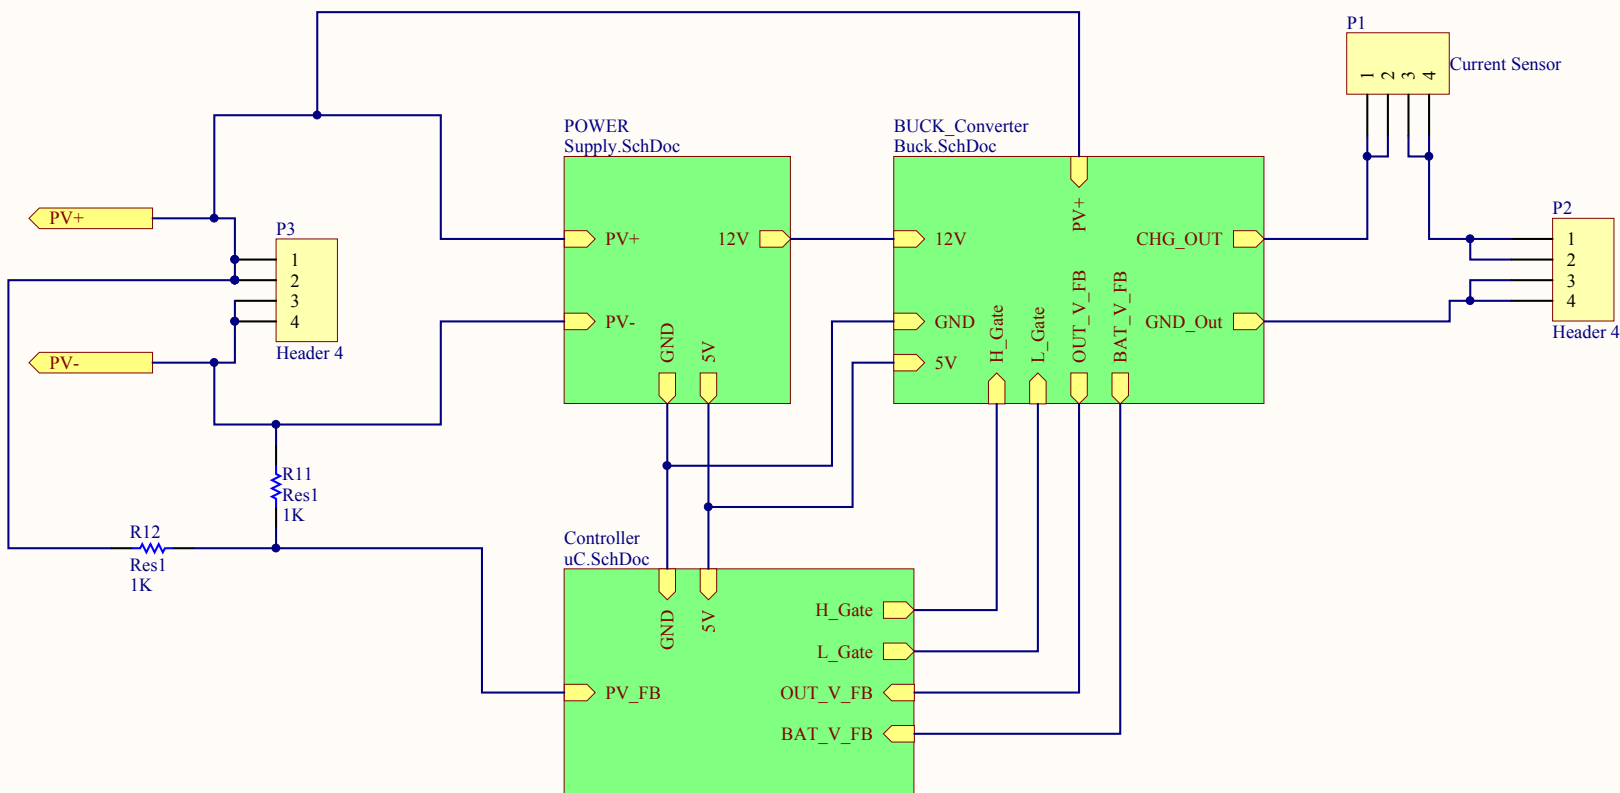 P1
1
2
3
4
Current Sensor
POWER
Supply.SchDoc
PV+
12V
PV-
GND
5V
BUCK_Converter
Buck.SchDoc
PV+
12V
CHG_OUT
GND
GND_Out
5V
H_Gate
L_Gate
OUT_V_FB
BAT_V_FB
PV+
P3
1
2
3
4
Header 4
PV-
P2
1
2
3
4
Header 4
R11
Res1
1K
R12
Res1
1K
Controller
uC.SchDoc
GND
5V
H_Gate
L_Gate
PV_FB
OUT_V_FB
BAT_V_FB